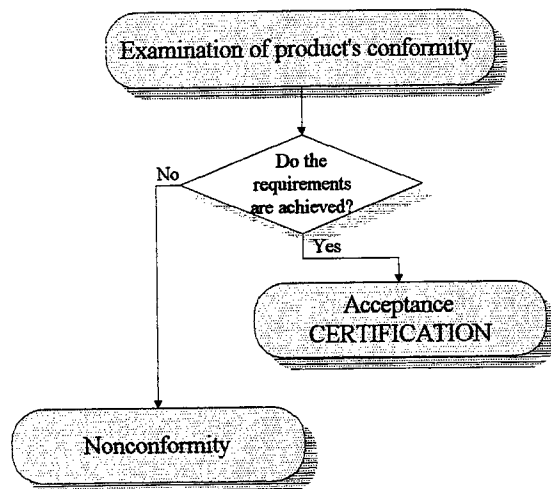 Examination of product's conformity
Do the
requirements
are achieved?
No
Yes
Acceptance
CERTIFICATION
Nonconformity